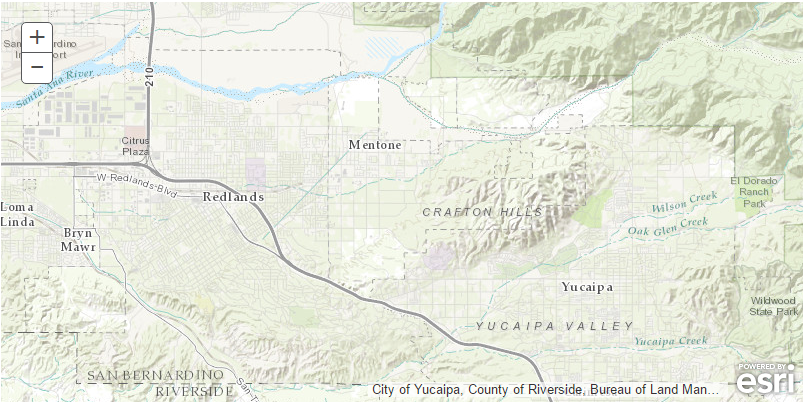 +
−
San Bernardino
Santa Ana River
210
Citrus
Plaza
Mentone
W Redlands Blvd
Redlands
Loma
Linda
Bryn
Mawr
CRAFTON HILLS
El Dorado
Ranch
Park
Wilson Creek
Oak Glen Creek
Yucaipa
Wildwood
State Park
YUCAIPA VALLEY
Yucaipa Creek
SAN BERNARDINO
RIVERSIDE
City of Yucaipa, County of Riverside, Bureau of Land Man...
POWERED BY
esri